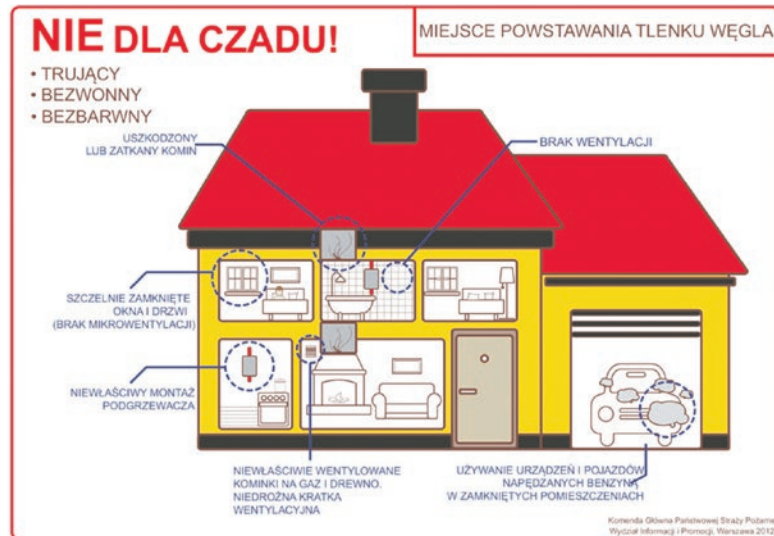 NIE DLA CZADU!
MIEJSCE POWSTAWANIA TLENKU WĘGLA
• TRUJĄCY
• BEZWONNY
• BEZBARWNY
USZKODZONY
LUB ZATKANY KOMIN
BRAK WENTYLACJI
SZCZELNIE ZAMKNIĘTE
OKNA I DRZWI
(BRAK MIKROWENTYLACJI)
NIEWŁAŚCIWY MONTAŻ
PODGRZEWACZA
NIEWŁAŚCIWIE WENTYLOWANE
KOMINKI NA GAZ I DREWNO.
NIEDROŻNA KRATKA
WENTYLACYJNA
UŻYWANIE URZĄDZEŃ I POJAZDÓW
NAPĘDZANYCH BENZYNĄ
W ZAMKNIĘTYCH POMIESZCZENIACH
Komenda Główna Państwowej Straży Pożarne
Wydział Informacji i Promocji, Warszawa 2012